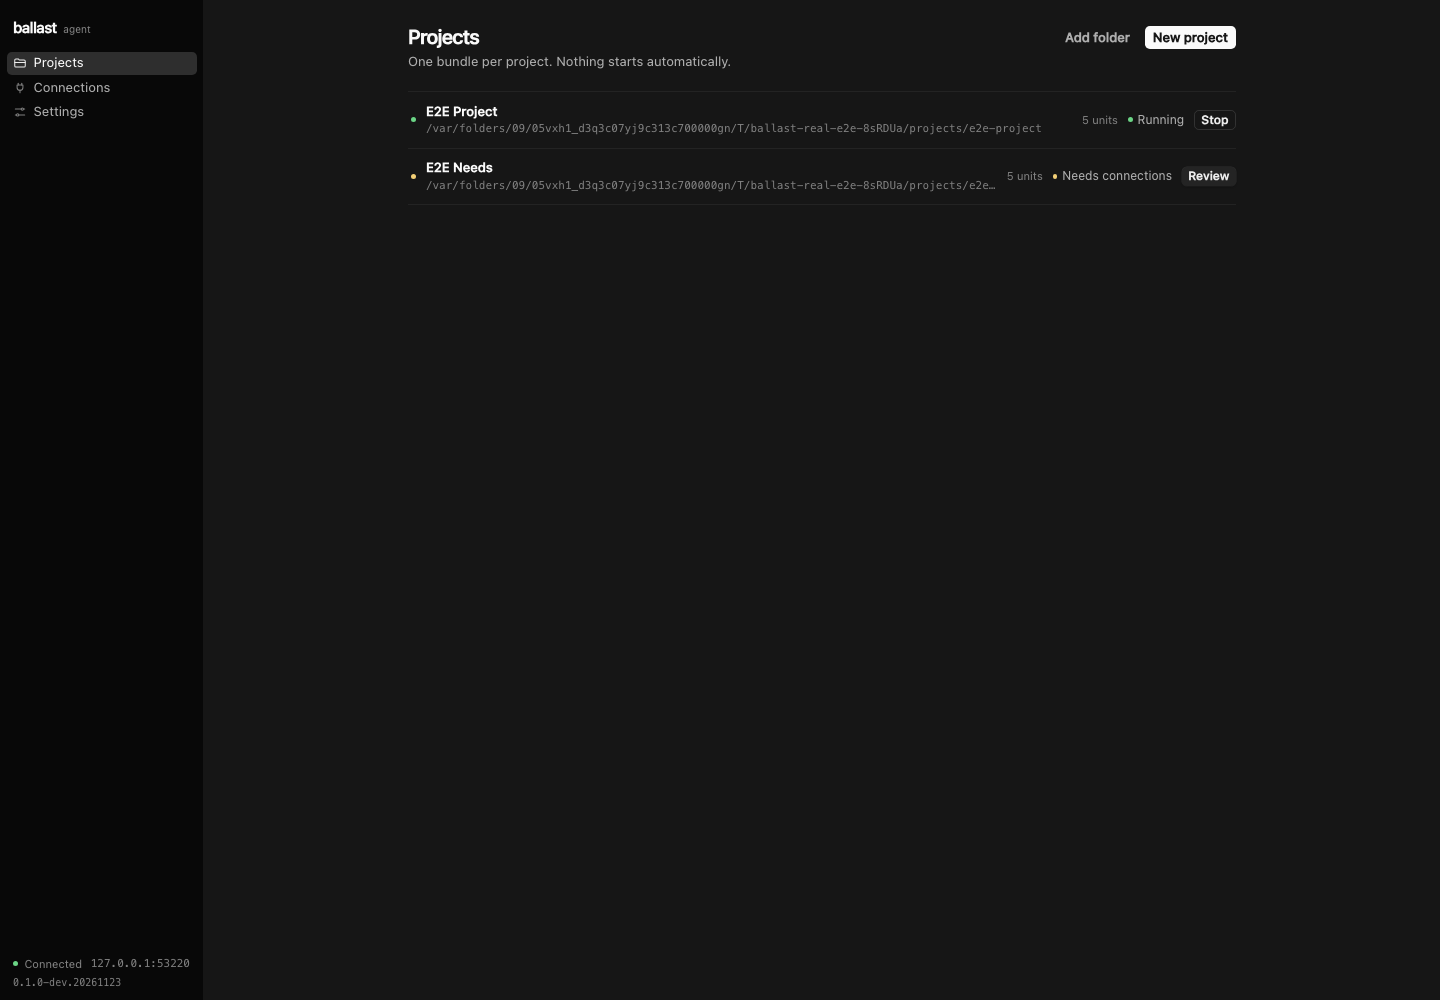 ballast agent
Projects
Connections
Settings
Projects
Add folder
New project
One bundle per project. Nothing starts automatically.
E2E Project
/var/folders/09/05vxh1_d3q3c07yj9c313c700000gn/T/ballast-real-e2e-8sRDUa/projects/e2e-project
5 units
Running
Stop
E2E Needs
/var/folders/09/05vxh1_d3q3c07yj9c313c700000gn/T/ballast-real-e2e-8sRDUa/projects/e2e…
5 units
Needs connections
Review
Connected 127.0.0.1:53220
0.1.0-dev.20261123